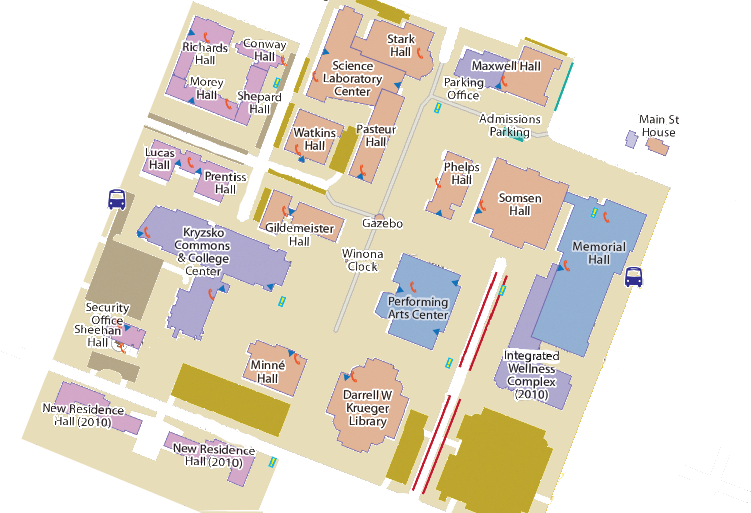 Richards
Hall
Conway
Hall
Morey
Hall
Shepard
Hall
Stark
Hall
Science
Laboratory
Center
Maxwell Hall
Parking
Office
Admissions
Parking
Main St
House
Watkins
Hall
Pasteur
Hall
Lucas
Hall
Prentiss
Hall
Phelps
Hall
Somsen
Hall
Gildemeister
Hall
Gazebo
Kryzsko
Commons
& College
Center
Winona
Clock
Memorial
Hall
Performing
Arts Center
Security
Office
Sheehan
Hall
Minné
Hall
Integrated
Wellness
Complex
(2010)
Darrell W
Krueger
Library
New Residence
Hall (2010)
New Residence
Hall (2010)